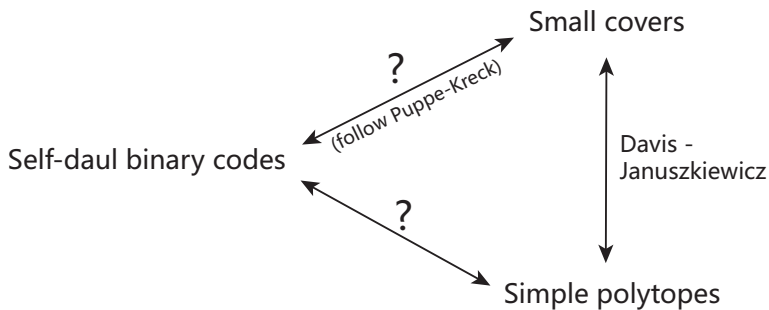 Small covers
?
(follow Puppe-Kreck)
Davis -
Januszkiewicz
Self-daul binary codes
?
Simple polytopes